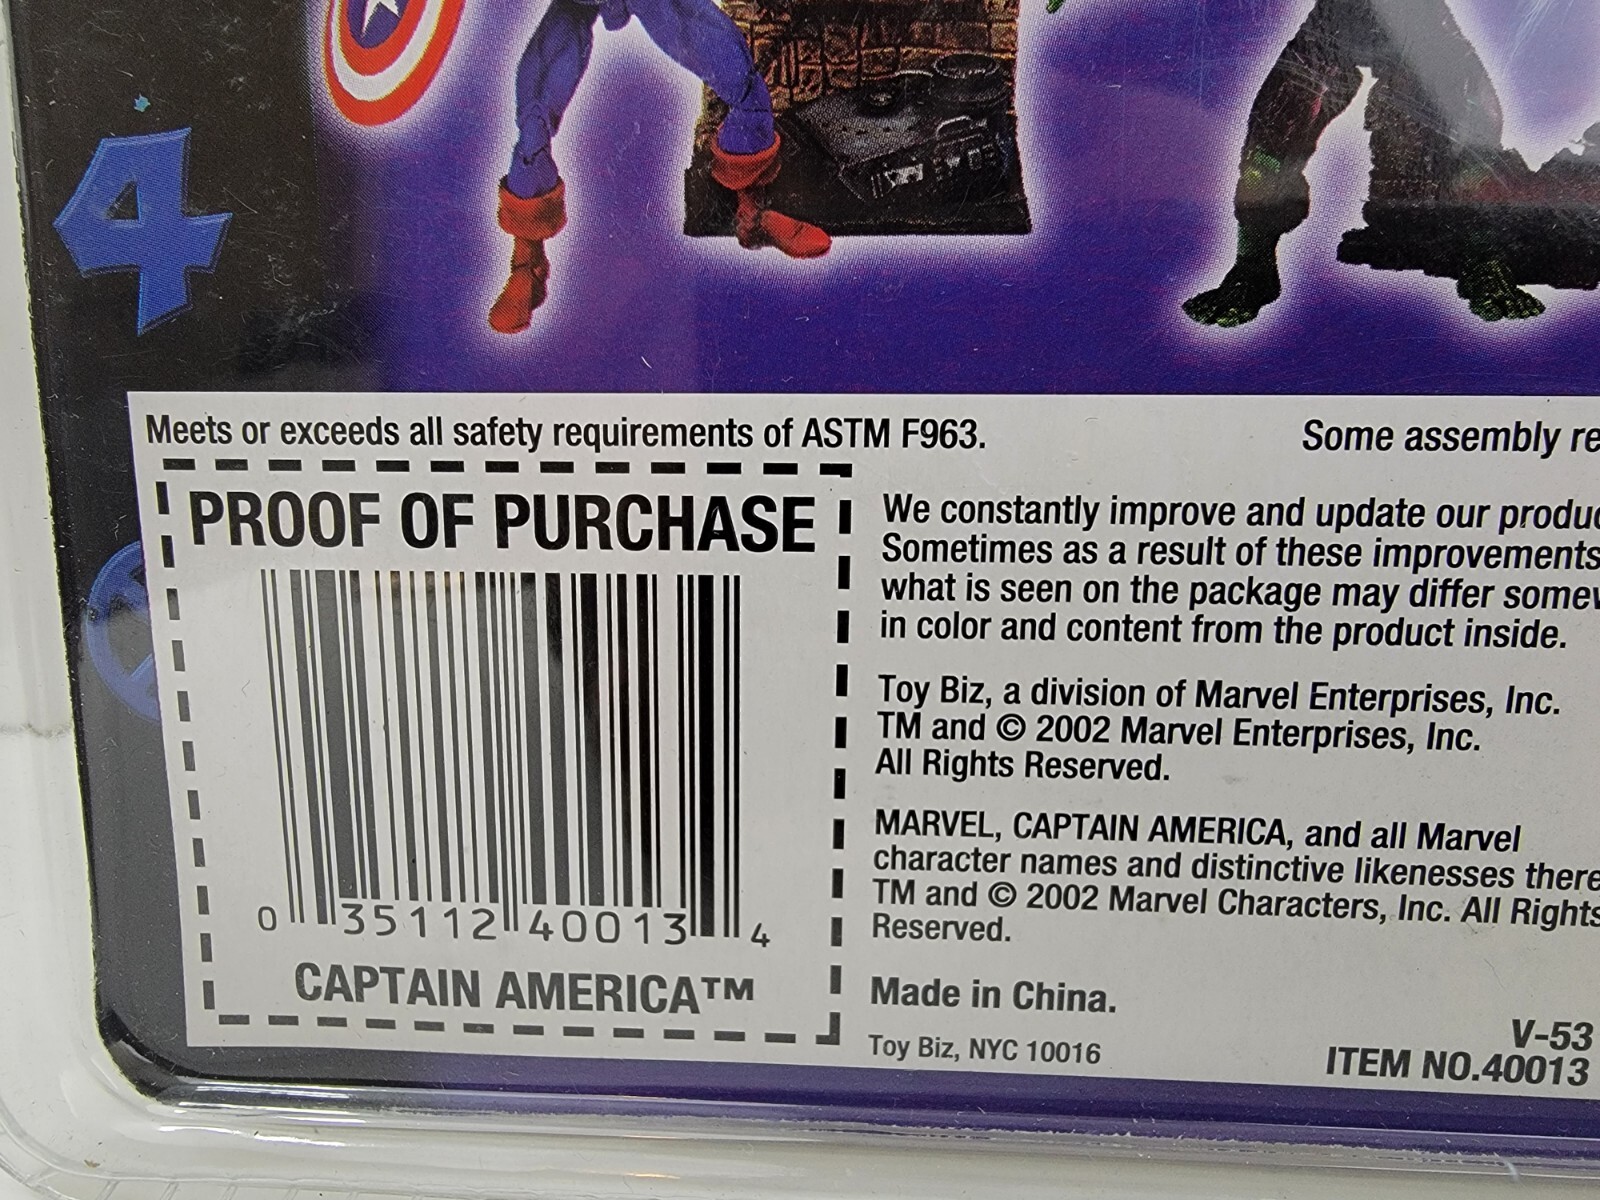 4
Meets or exceeds all safety requirements of ASTM F963.
Some assembly
PROOF OF PURCHASE
0 35112 40013 4
CAPTAIN AMERICA™
We constantly improve and update our
Sometimes as a result of these improvements
what is seen on the package may differ
in color and content from the product inside.
Toy Biz, a division of Marvel Enterprises, Inc.
TM and © 2002 Marvel Enterprises, Inc.
All Rights Reserved.
MARVEL, CAPTAIN AMERICA, and all Marvel
character names and distinctive likenesses
TM and © 2002 Marvel Characters, Inc. All Rights
Reserved.
Made in China.
Toy Biz, NYC 10016
V-53
ITEM NO.40013